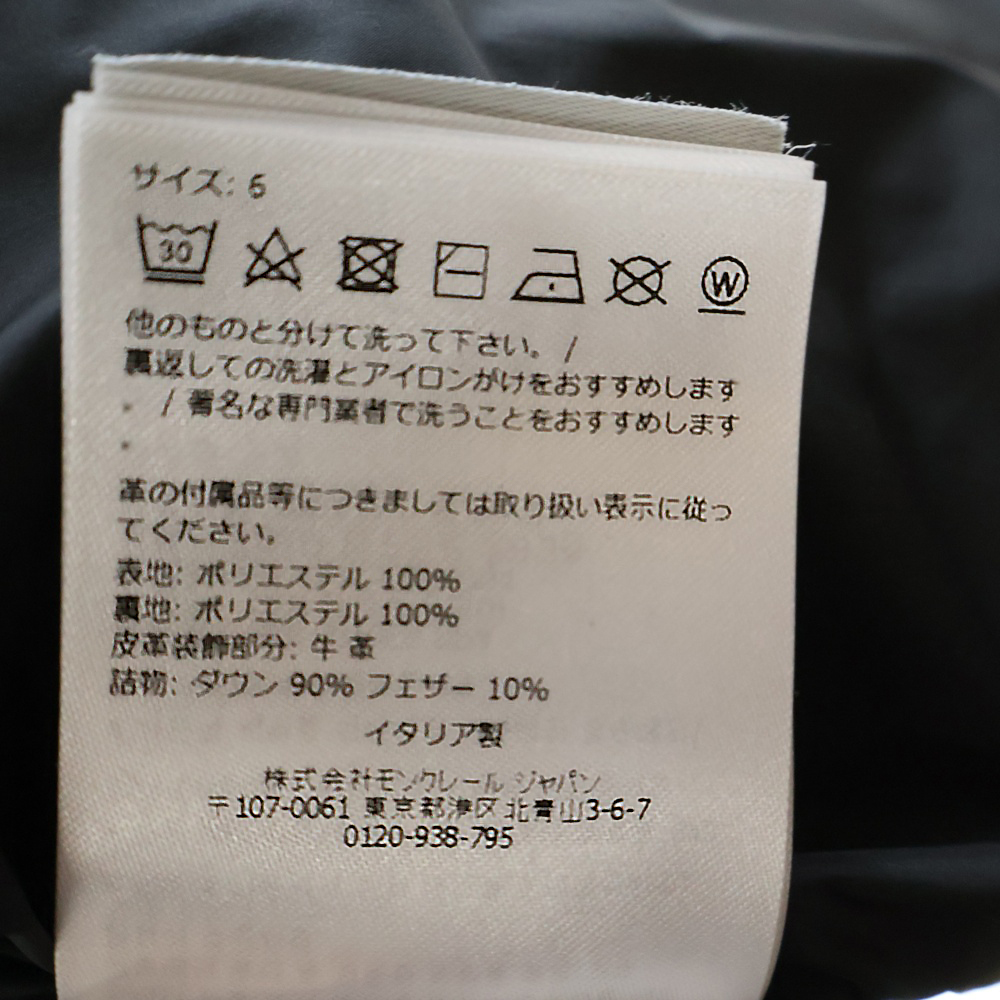 サイズ: 6
30
W
他のものと分けて洗って下さい。 /
裏返しての洗濯とアイロンがけをおすすめします
。 / 著名な専門業者で洗うことをおすすめします
。
革の付属品等につきましては取り扱い表示に従っ
てください。
表地: ポリエステル 100%
裏地: ポリエステル 100%
皮革装飾部分: 牛 革
詰物: ダウン 90% フェザー 10%
イタリア製
株式会社モンクレール ジャパン
〒107-0061 東京都港区北青山3-6-7
0120-938-795